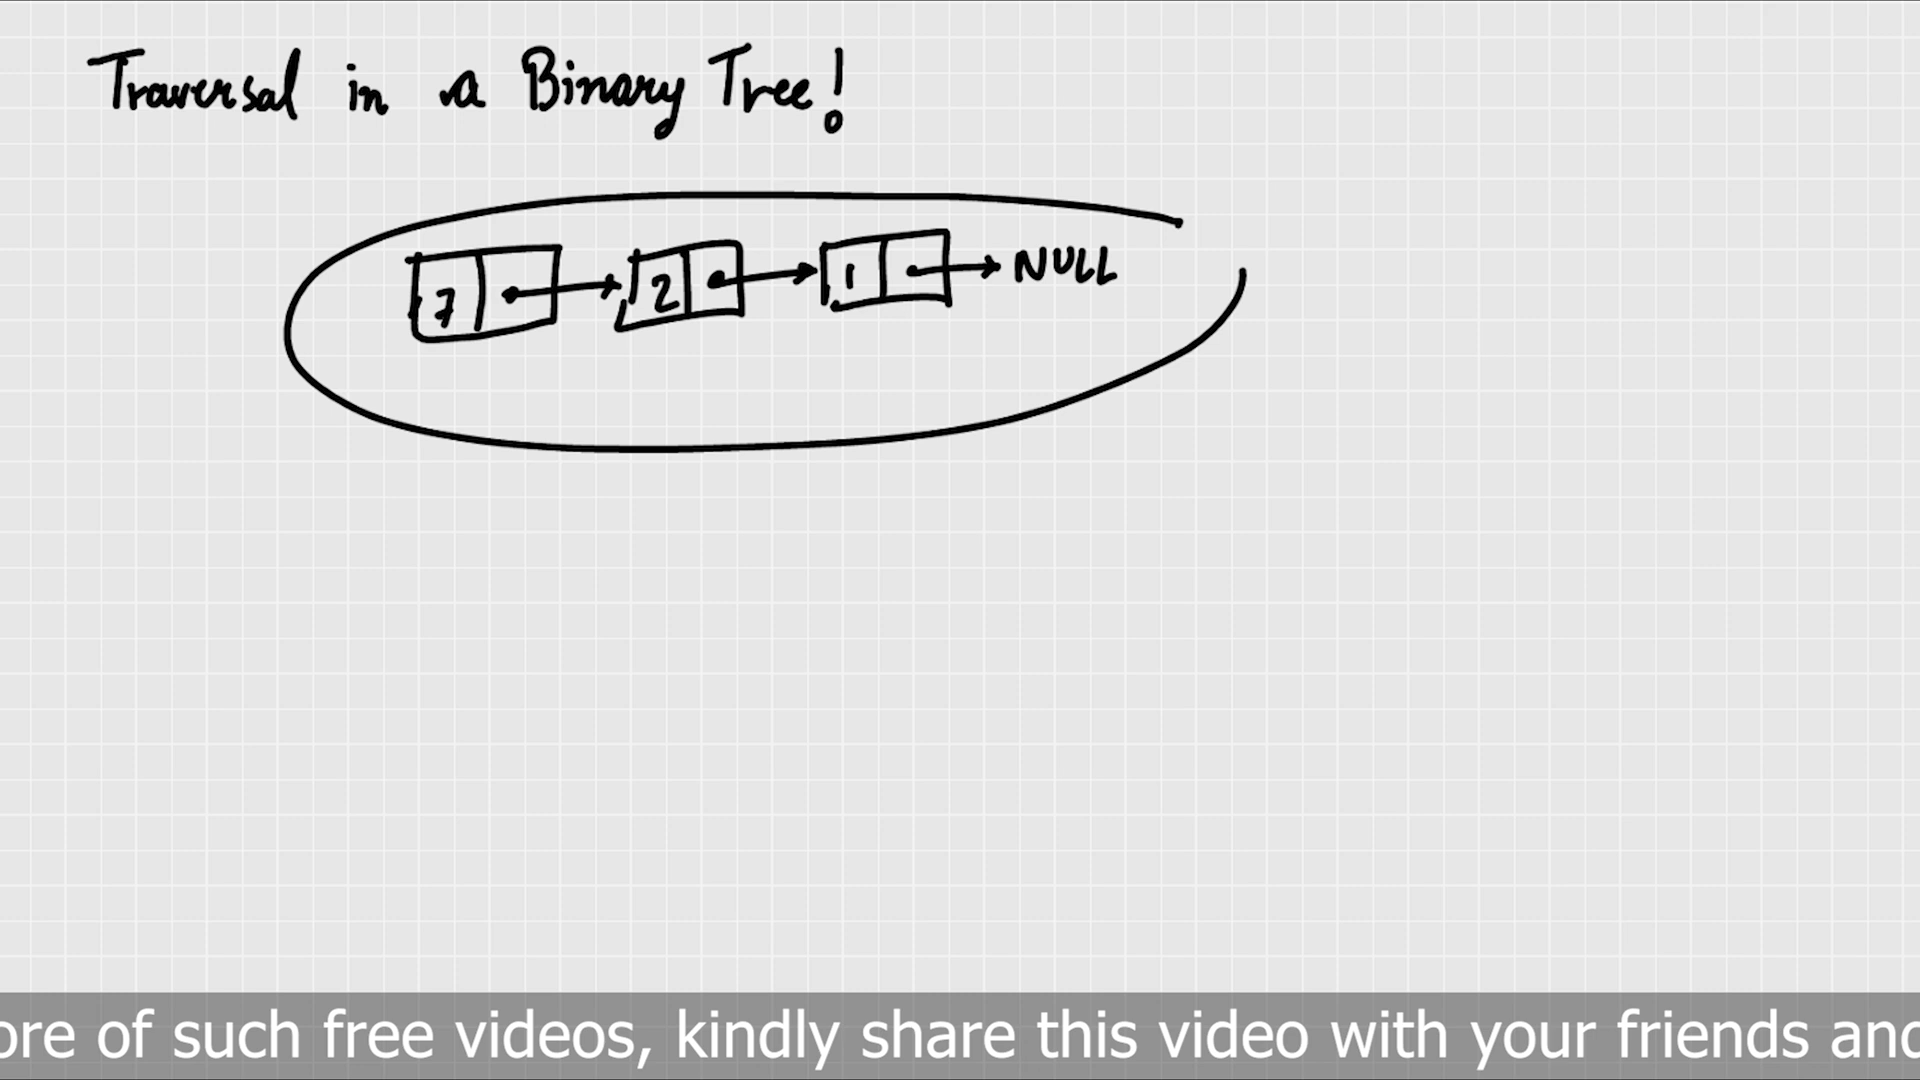 Traversal in a Binary Tree!
7 2 1 NULL
ore of such free videos, kindly share this video with your friends and